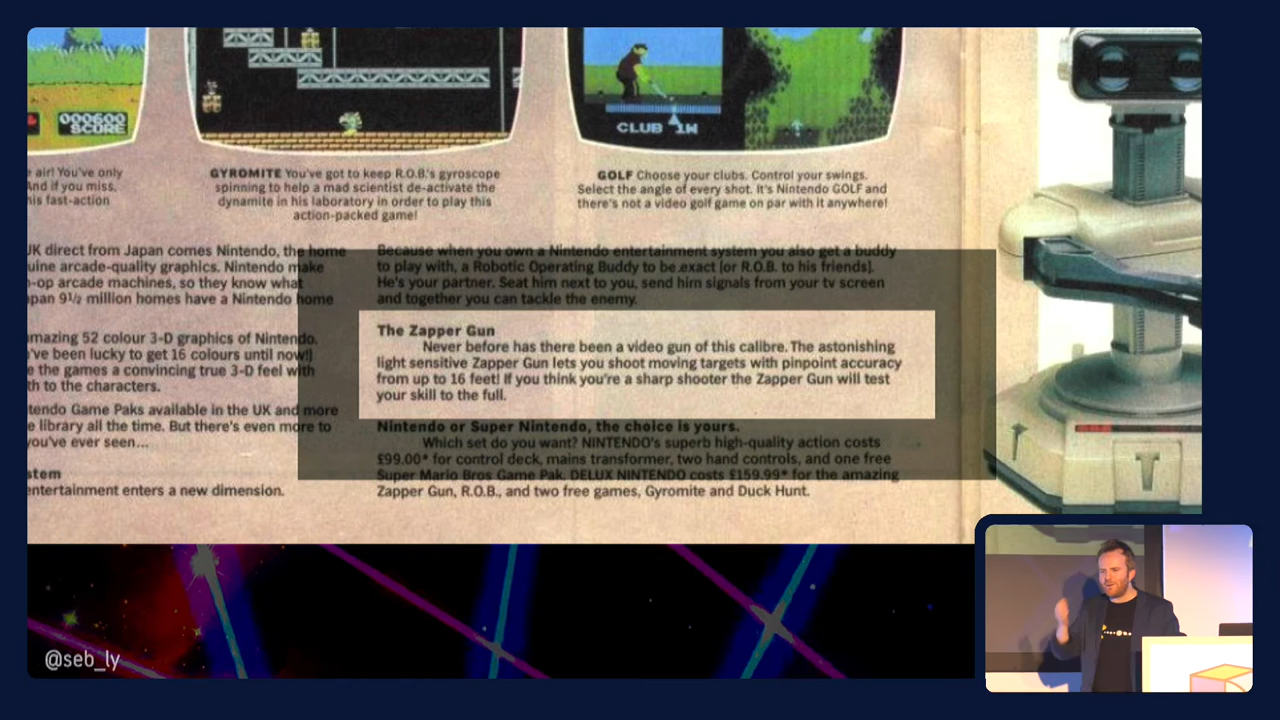 000600
SCORE
CLUB 1W
e air! You've only
And if you miss,
his fast-action
GYROMITE You've got to keep R.O.B.'s gyroscope
spinning to help a mad scientist de-activate the
dynamite in his laboratory in order to play this
action-packed game!
GOLF Choose your clubs. Control your swings.
Select the angle of every shot. It's Nintendo GOLF and
there's not a video golf game on par with it anywhere!
UK direct from Japan comes Nintendo, the home
uine arcade-quality graphics. Nintendo make
o-op arcade machines, so they know what
apan 9½ million homes have a Nintendo home
amazing 52 colour 3-D graphics of Nintendo.
've been lucky to get 16 colours until now!)
e the games a convincing true 3-D feel with
th to the characters.
tendo Game Paks available in the UK and more
e library all the time. But there's even more to
you've ever seen...
stem
entertainment enters a new dimension.
Because when you own a Nintendo entertainment system you also get a buddy
to play with, a Robotic Operating Buddy to be exact [or R.O.B. to his friends].
He's your partner. Seat him next to you, send him signals from your tv screen
and together you can tackle the enemy.
The Zapper Gun
Never before has there been a video gun of this calibre. The astonishing
light sensitive Zapper Gun lets you shoot moving targets with pinpoint accuracy
from up to 16 feet! If you think you're a sharp shooter the Zapper Gun will test
your skill to the full.
Nintendo or Super Nintendo, the choice is yours.
Which set do you want? NINTENDO's superb high-quality action costs
£99.00* for control deck, mains transformer, two hand controls, and one free
Super Mario Bros Game Pak. DELUX NINTENDO costs £159.99* for the amazing
Zapper Gun, R.O.B., and two free games, Gyromite and Duck Hunt.
@seb_ly